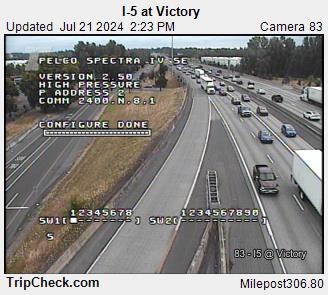 I-5 at Victory
Updated Jul 21 2024 2:23 PM Camera 83
PELCO SPECTRA IV SE
VERSION 2.50
HIGH PRESSURE
P ADDRESS 2
COMM 2400,N,8,1
CONFIGURE DONE
12345678 1234567890
SW1[ ] SW2[ ]
S
83 - I5 @ Victory
TripCheck.com Milepost306.80